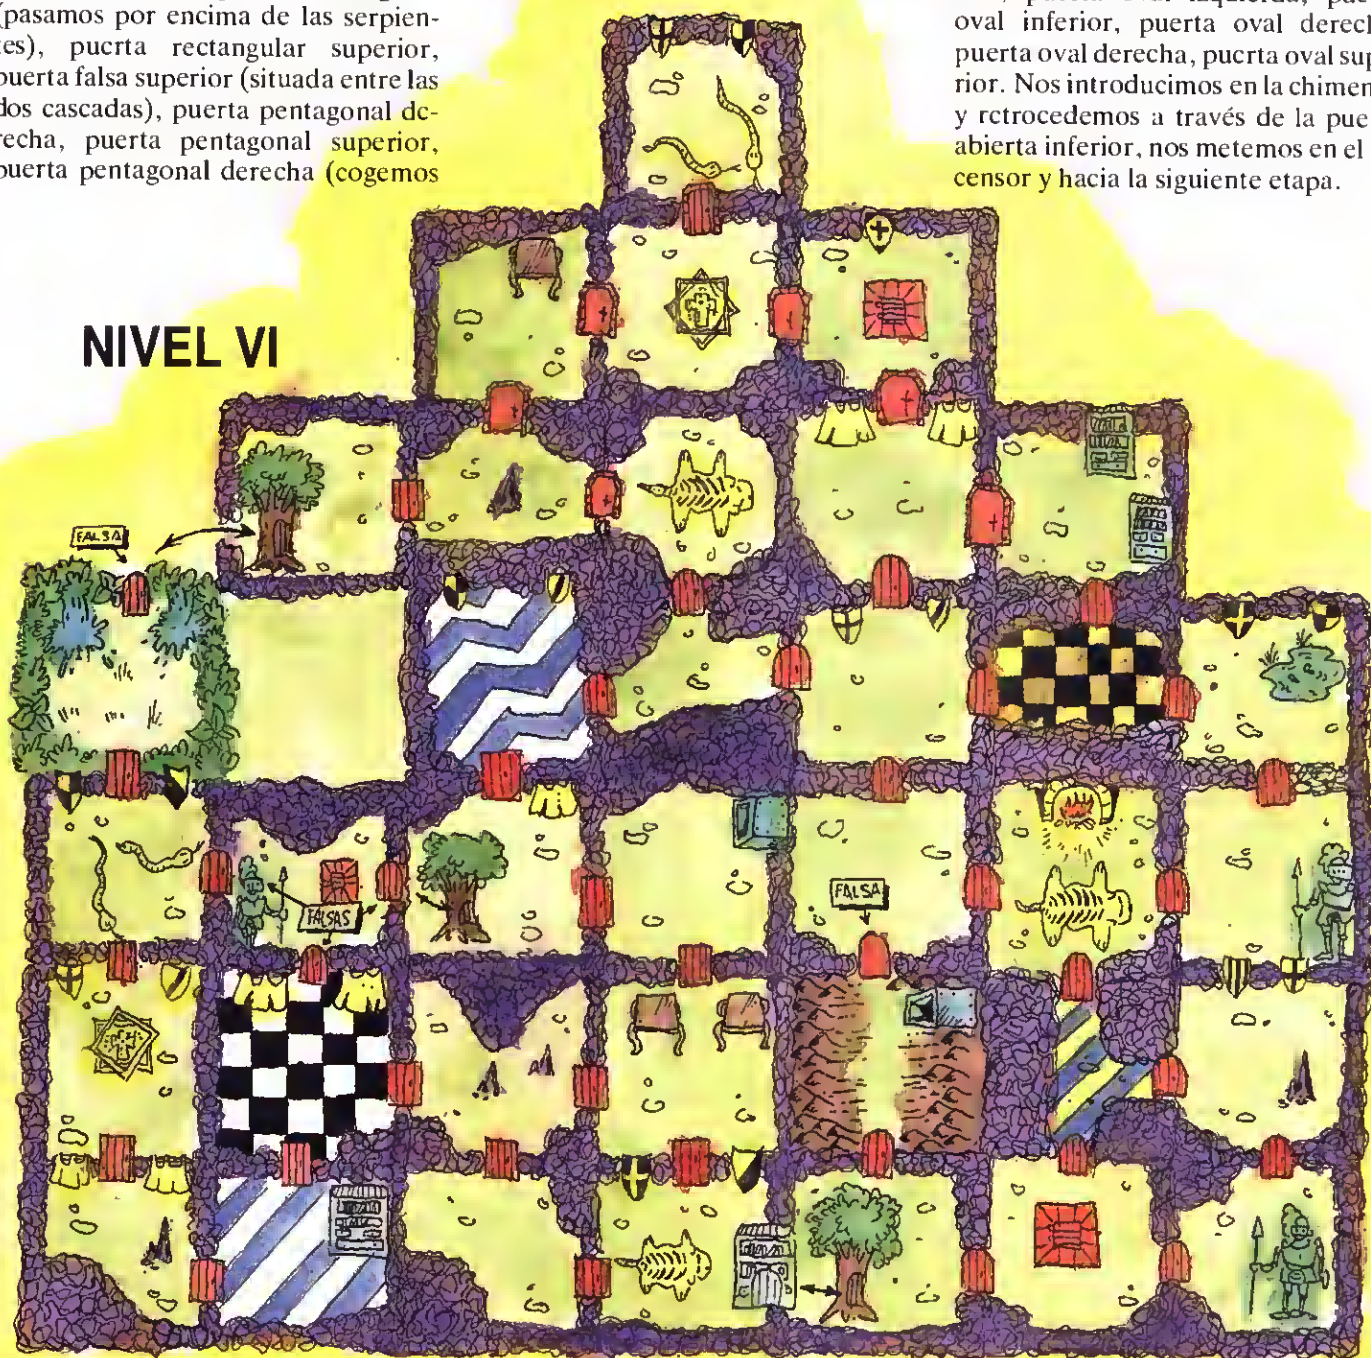 (pasamos por encima de las serpien-
tes), puerta rectangular superior,
puerta falsa superior (situada entre las
dos cascadas), puerta pentagonal de-
recha, puerta pentagonal superior,
puerta pentagonal derecha (cogemos
oval inferior, puerta oval derech
puerta oval derecha, puerta oval sup
rior. Nos introducimos en la chimen
y retrocedemos a través de la pue
abierta inferior, nos metemos en el
censor y hacia la siguiente etapa.
NIVEL VI
FALSA
FALSAS
FALSA